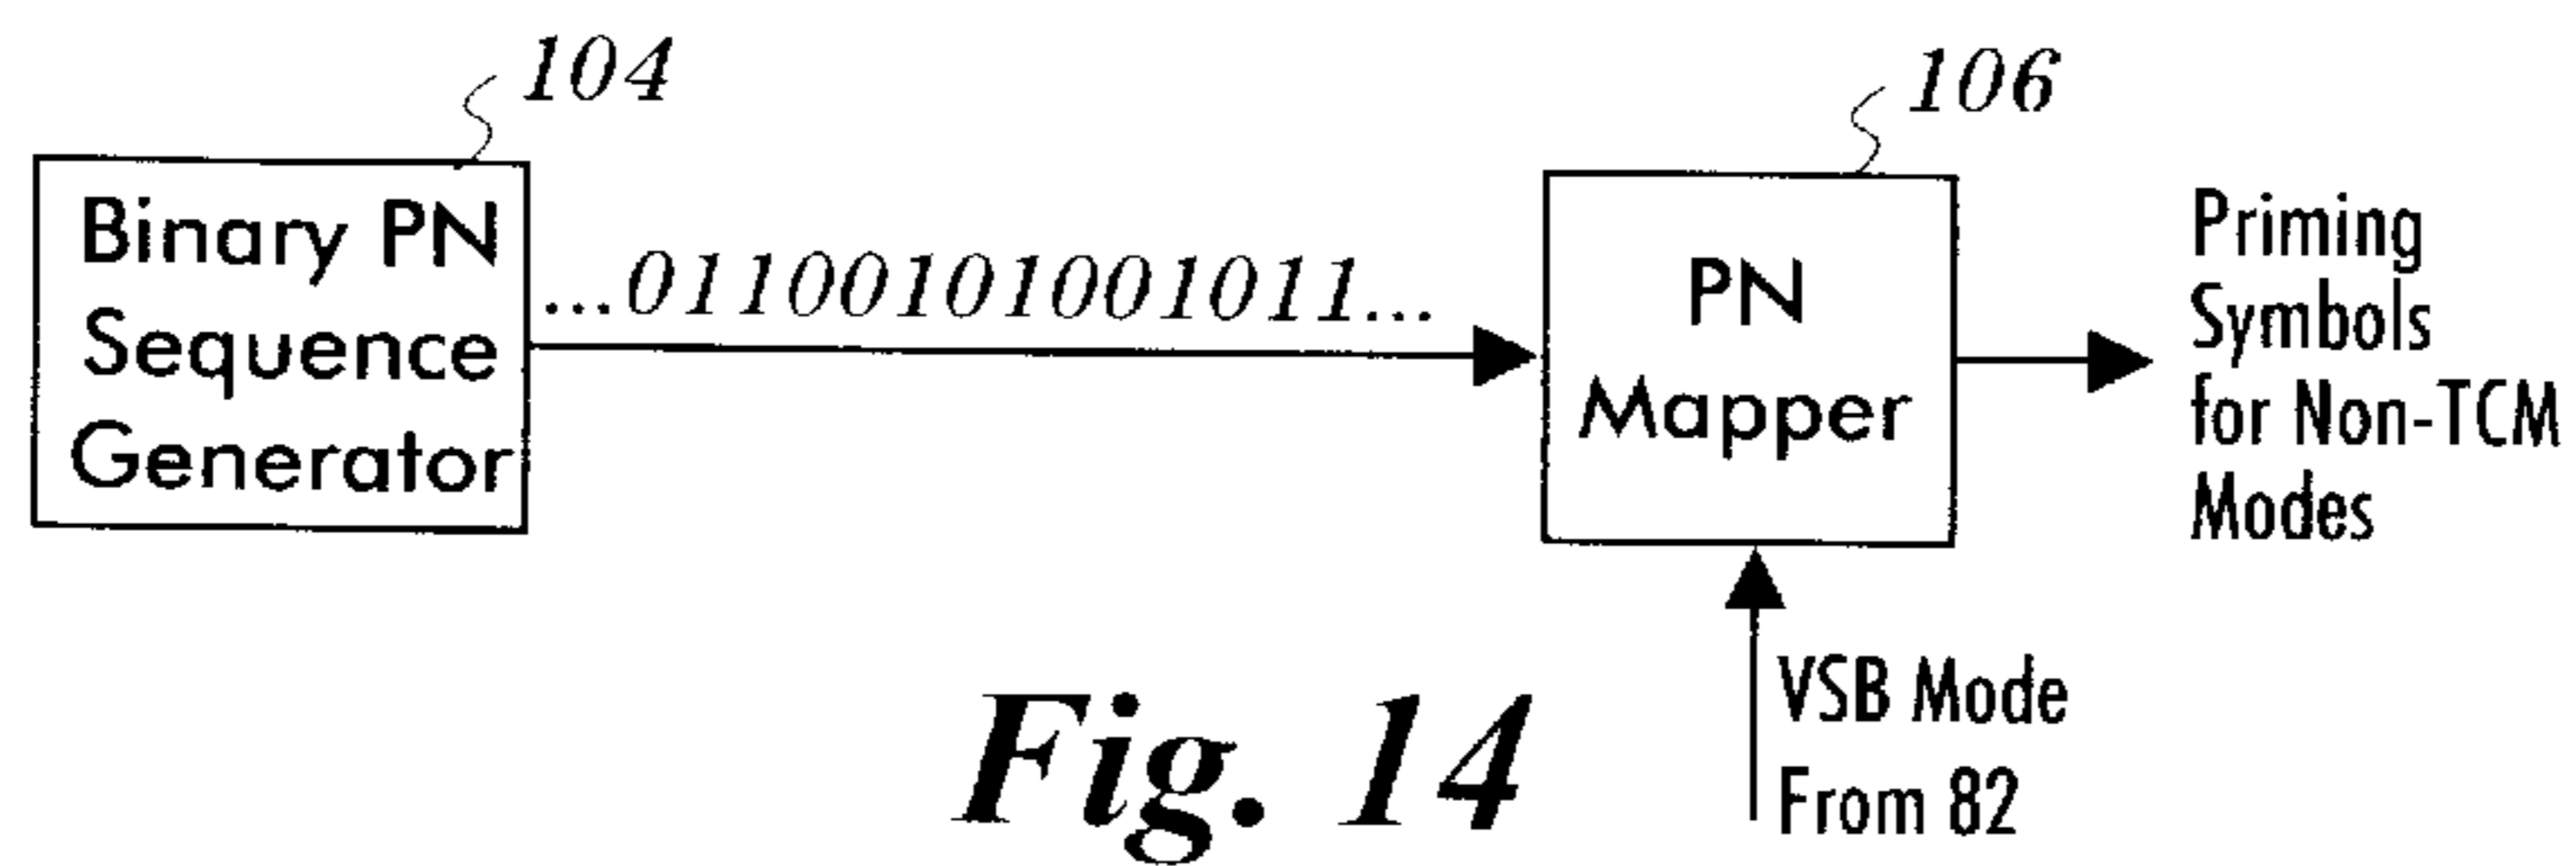 104
Binary PN
Sequence
Generator
...01100101001011...
106
PN
Mapper
Priming
Symbols
for Non-TCM
Modes
VSB Mode
From 82
Fig. 14